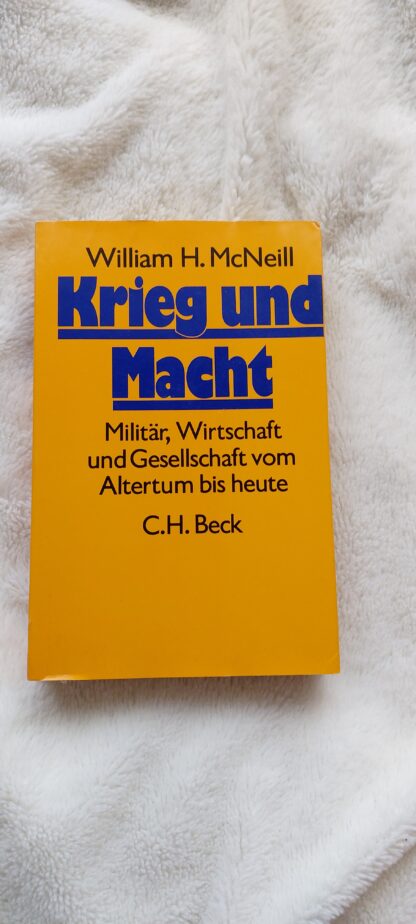 William H. McNeill
Krieg und
Macht
Militär, Wirtschaft
und Gesellschaft vom
Altertum bis heute
C.H. Beck